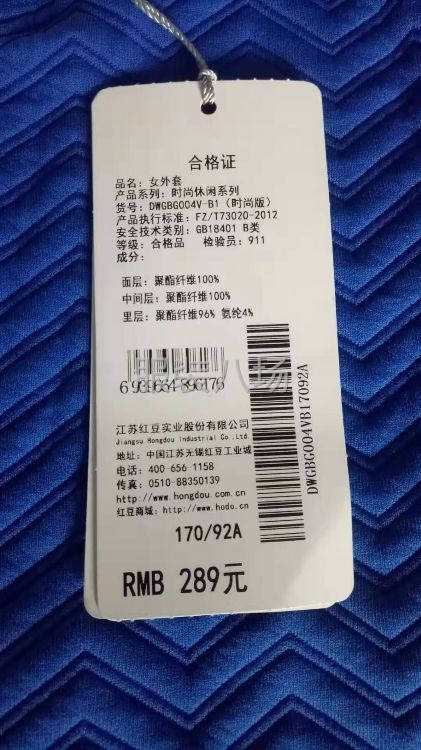 合格证
品名: 女外套
产品系列: 时尚休闲系列
货号: DWGBG004V-B1 (时尚版)
产品执行标准: FZ/T73020-2012
安全技术类别: GB18401 B类
等级: 合格品 检验员: 911
成分:
面层: 聚酯纤维100%
中间层: 聚酯纤维100%
里层: 聚酯纤维96% 氨纶4%
6 939654 396176
DWGBG004VB17092A
江苏红豆实业股份有限公司
Jiangsu Hongdou Industrial Co.,Ltd.
地址: 中国江苏无锡红豆工业城
电话: 400-656-1158
传真: 0510-88350139
http://www.hongdou.com.cn
红豆商城: http://www.hodo.cn
170/92A
RMB 289元